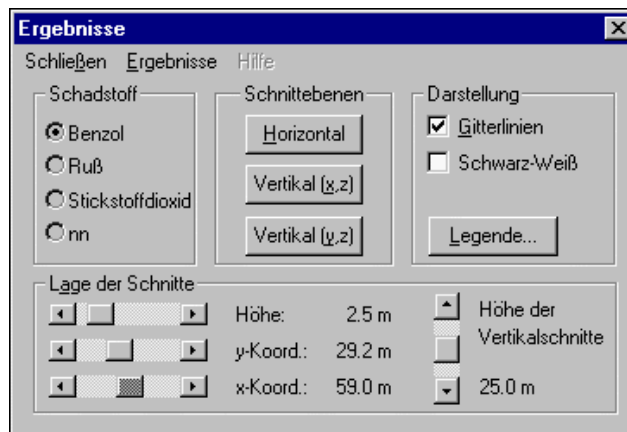 Ergebnisse
Schließen Ergebnisse Hilfe
Schadstoff
Benzol
Ruß
Stickstoffdioxid
nn
Schnittebenen
Horizontal
Vertikal (x,z)
Vertikal (y,z)
Darstellung
Gitterlinien
Schwarz-Weiß
Legende...
Lage der Schnitte
Höhe: 2.5 m
y-Koord.: 29.2 m
x-Koord.: 59.0 m
Höhe der
Vertikalschnitte
25.0 m